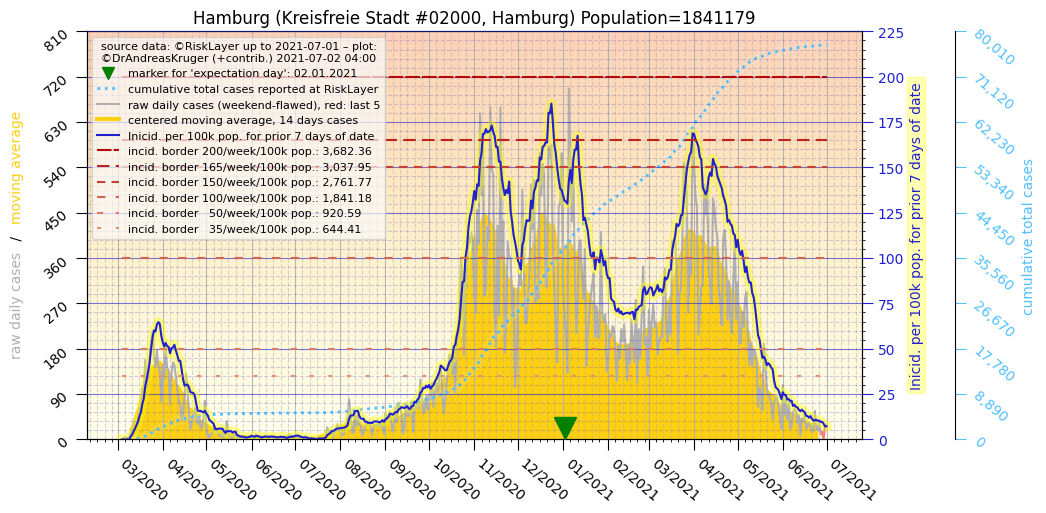 Hamburg (Kreisfreie Stadt #02000, Hamburg) Population=1841179
source data: ©RiskLayer up to 2021-07-01 – plot:
©DrAndreasKruger (+contrib.) 2021-07-02 04:00
marker for 'expectation day': 02.01.2021
cumulative total cases reported at RiskLayer
raw daily cases (weekend-flawed), red: last 5
centered moving average, 14 days cases
Inicid. per 100k pop. for prior 7 days of date
incid. border 200/week/100k pop.: 3,682.36
incid. border 165/week/100k pop.: 3,037.95
incid. border 150/week/100k pop.: 2,761.77
incid. border 100/week/100k pop.: 1,841.18
incid. border 50/week/100k pop.: 920.59
incid. border 35/week/100k pop.: 644.41
raw daily cases / moving average
810
720
630
540
450
360
270
180
90
0
03/2020
04/2020
05/2020
06/2020
07/2020
08/2020
09/2020
10/2020
11/2020
12/2020
01/2021
02/2021
03/2021
04/2021
05/2021
06/2021
07/2021
225
200
175
150
125
100
75
50
25
0
Inicid. per 100k pop. for prior 7 days of date
80,010
71,120
62,230
53,340
44,450
35,560
26,670
17,780
8,890
0
cumulative total cases